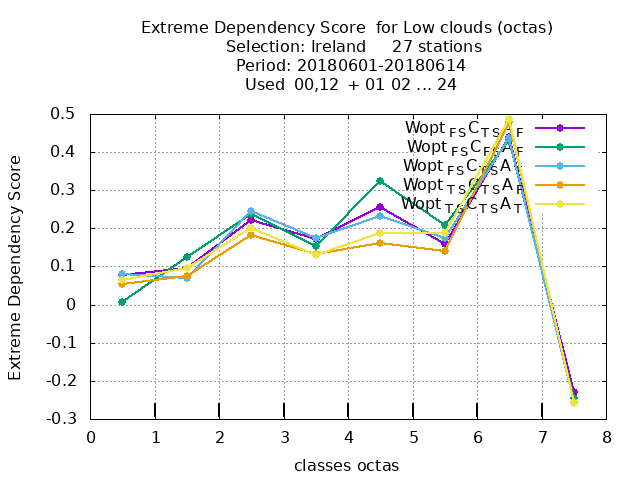 Extreme Dependency Score for Low clouds (octas)
Selection: Ireland 27 stations
Period: 20180601-20180614
Used 00,12 + 01 02 ... 24
Extreme Dependency Score
0.5
0.4
0.3
0.2
0.1
0
-0.1
-0.2
-0.3
Wopt FS C TS A F
Wopt FS C FS A F
Wopt FS C TS A T
Wopt TS C TS A F
Wopt TS C TS A T
0 1 2 3 4 5 6 7 8
classes octas